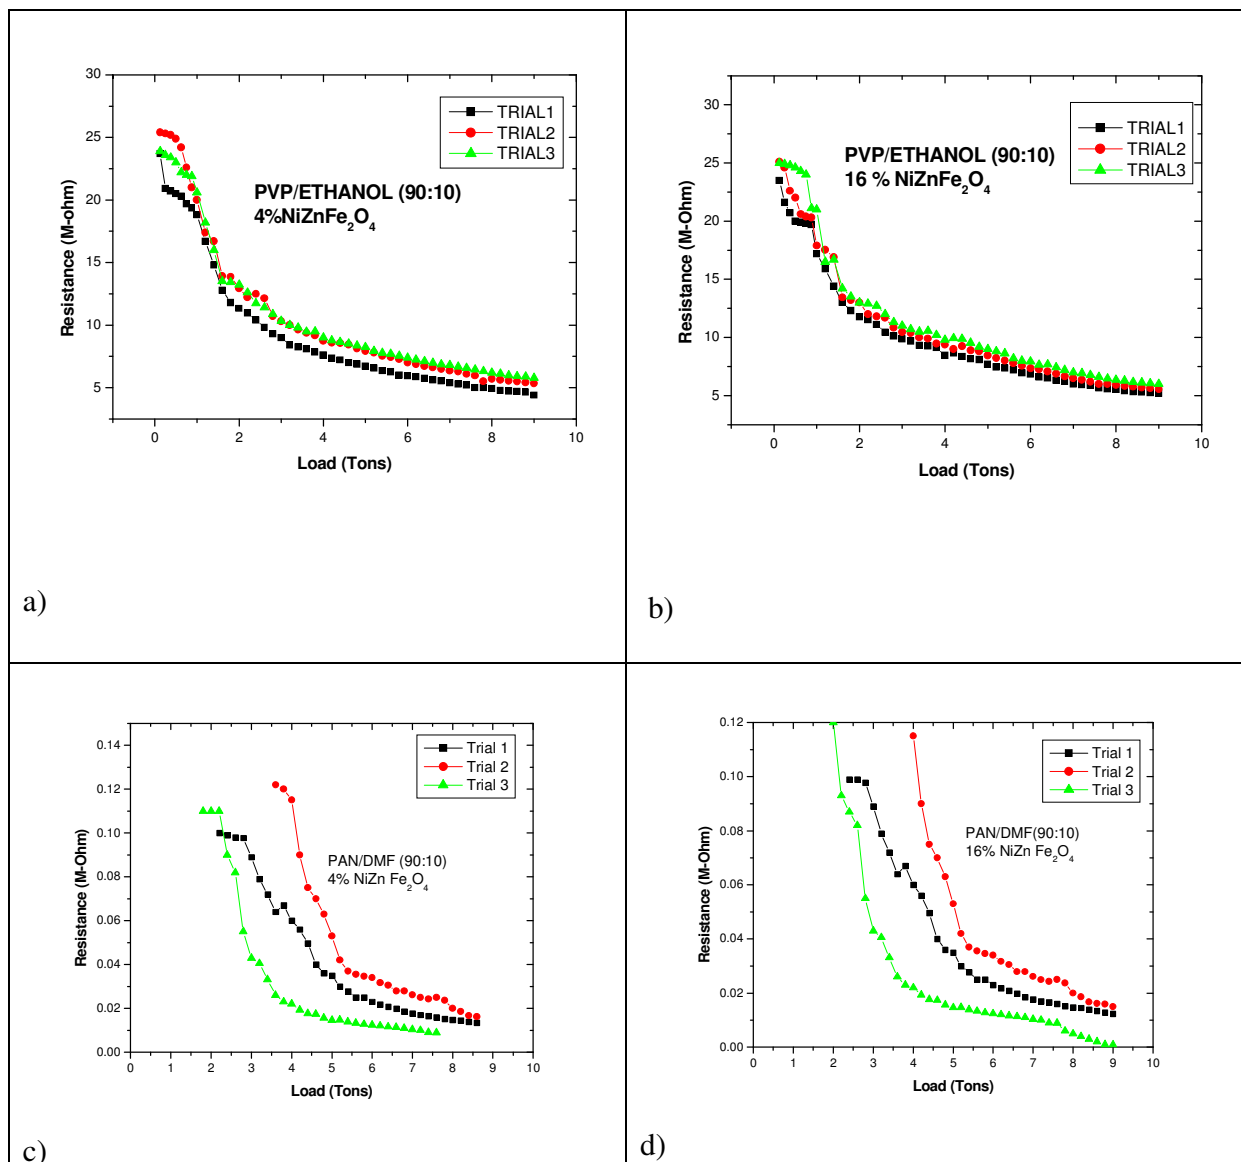 30
25
20
15
10
5
Resistance (M-Ohm)
TRIAL1
TRIAL2
TRIAL3
PVP/ETHANOL (90:10)
4%NiZnFe₂O₄
0 2 4 6 8 10
Load (Tons)
a)
30
25
20
15
10
5
Resistance (M-Ohm)
TRIAL1
TRIAL2
TRIAL3
PVP/ETHANOL (90:10)
16 % NiZnFe₂O₄
0 2 4 6 8 10
Load (Tons)
b)
0.14
0.12
0.10
0.08
0.06
0.04
0.02
0.00
Resistance (M-Ohm)
Trial 1
Trial 2
Trial 3
PAN/DMF (90:10)
4% NiZn Fe₂O₄
0 1 2 3 4 5 6 7 8 9 10
Load (Tons)
c)
0.12
0.10
0.08
0.06
0.04
0.02
0.00
Resistance (M-Ohm)
Trial 1
Trial 2
Trial 3
PAN/DMF(90:10)
16% NiZn Fe₂O₄
0 1 2 3 4 5 6 7 8 9 10
Load (Tons)
d)